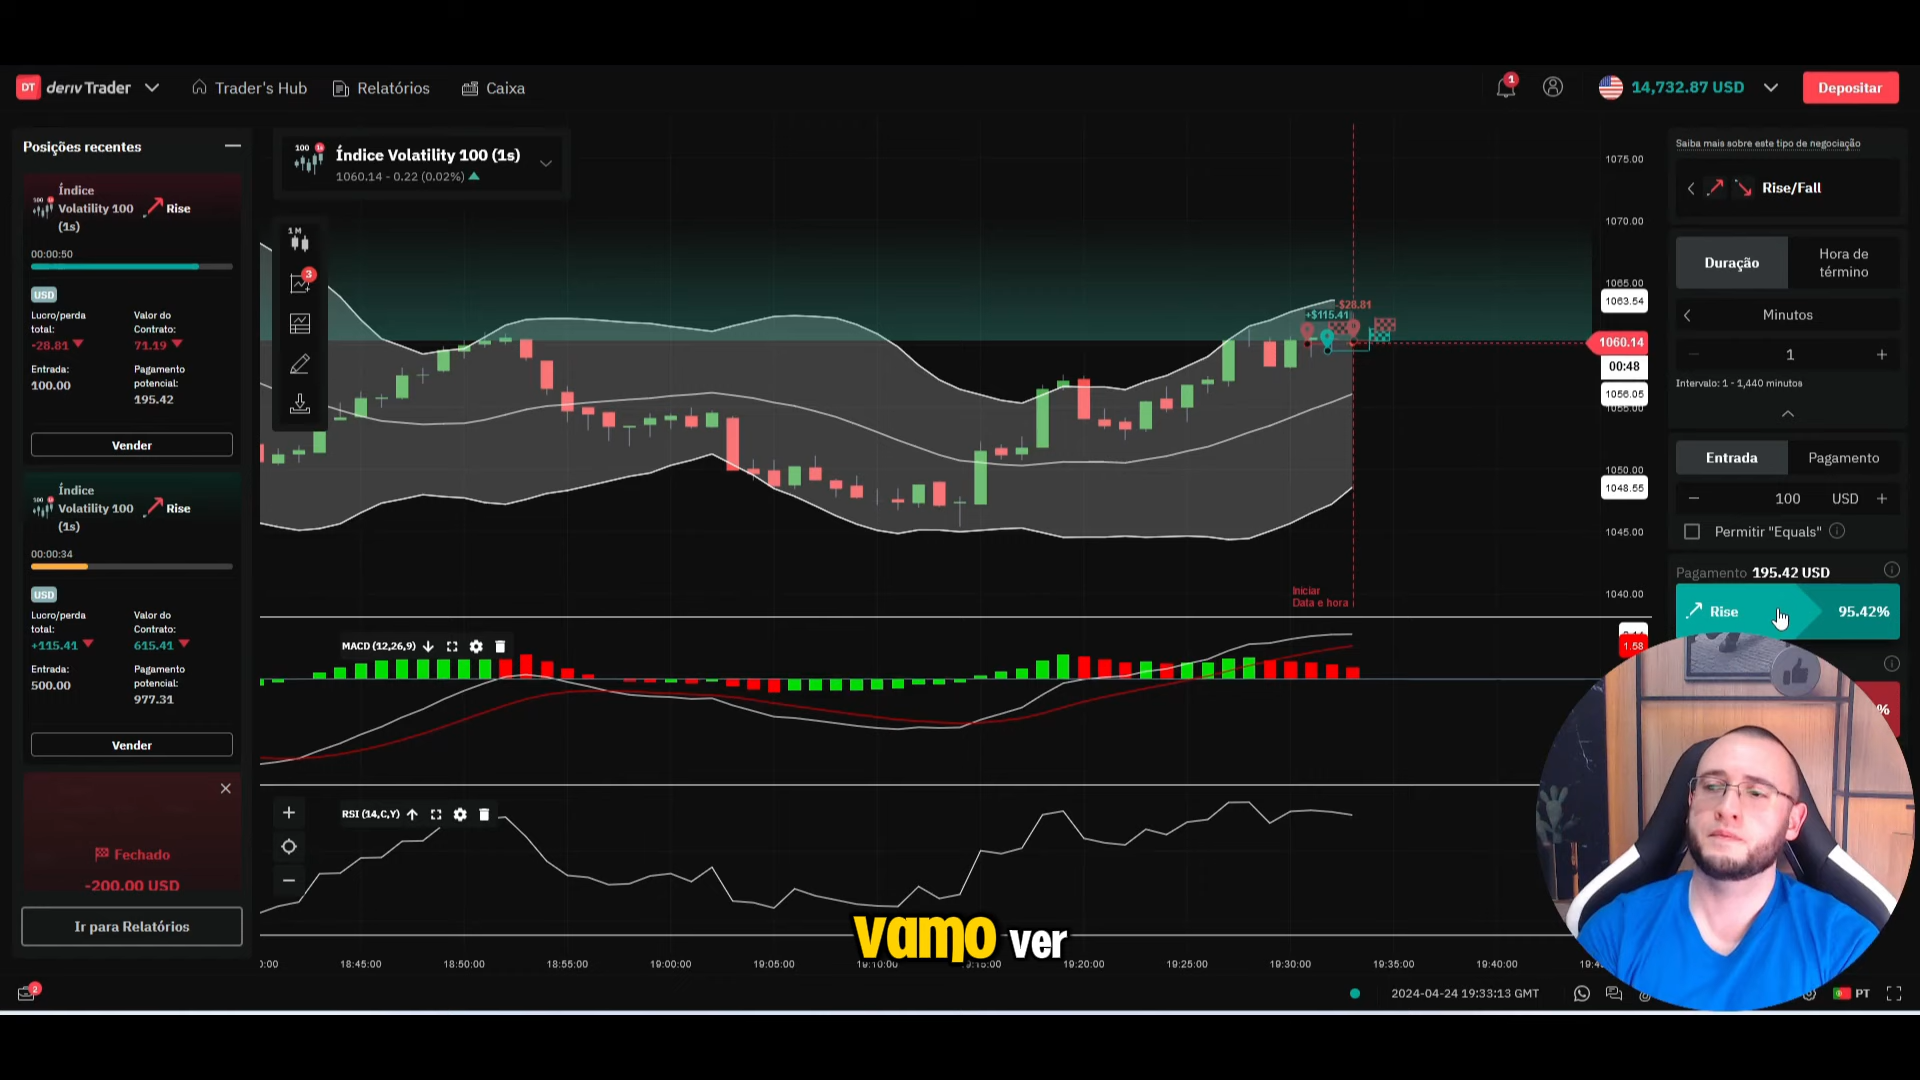 DT deriv Trader
Trader's Hub
Relatórios
Caixa
1
14,732.87 USD
Depositar
Posições recentes
Índice
Volatility 100
(1s)
Rise
00:00:50
USD
Lucro/perda
total:
-28.81
Valor do
Contrato:
71.19
Entrada:
100.00
Pagamento
potencial:
195.42
Vender
Índice
Volatility 100
(1s)
Rise
00:00:34
USD
Lucro/perda
total:
+115.41
Valor do
Contrato:
615.41
Entrada:
500.00
Pagamento
potencial:
977.31
Vender
Fechado
-200.00 USD
Ir para Relatórios
2
100 1s
Índice Volatility 100 (1s)
1060.14 - 0.22 (0.02%)
1M
3
-$28.81
+$115.41
Iniciar
Data e hora
1075.00
1070.00
1065.00
1063.54
1060.14
00:48
1056.05
1055.00
1050.00
1048.55
1045.00
1040.00
MACD (12,26,9)
1.58
RSI (14,C,Y)
vamo ver
18:45:00
18:50:00
18:55:00
19:00:00
19:05:00
19:10:00
19:15:00
19:20:00
19:25:00
19:30:00
19:35:00
19:40:00
2024-04-24 19:33:13 GMT
PT
Saiba mais sobre este tipo de negociação
Rise/Fall
Duração
Hora de
término
Minutos
1
Intervalo: 1 - 1,440 minutos
Entrada
Pagamento
100 USD
Permitir "Equals"
Pagamento 195.42 USD
Rise
95.42%
%